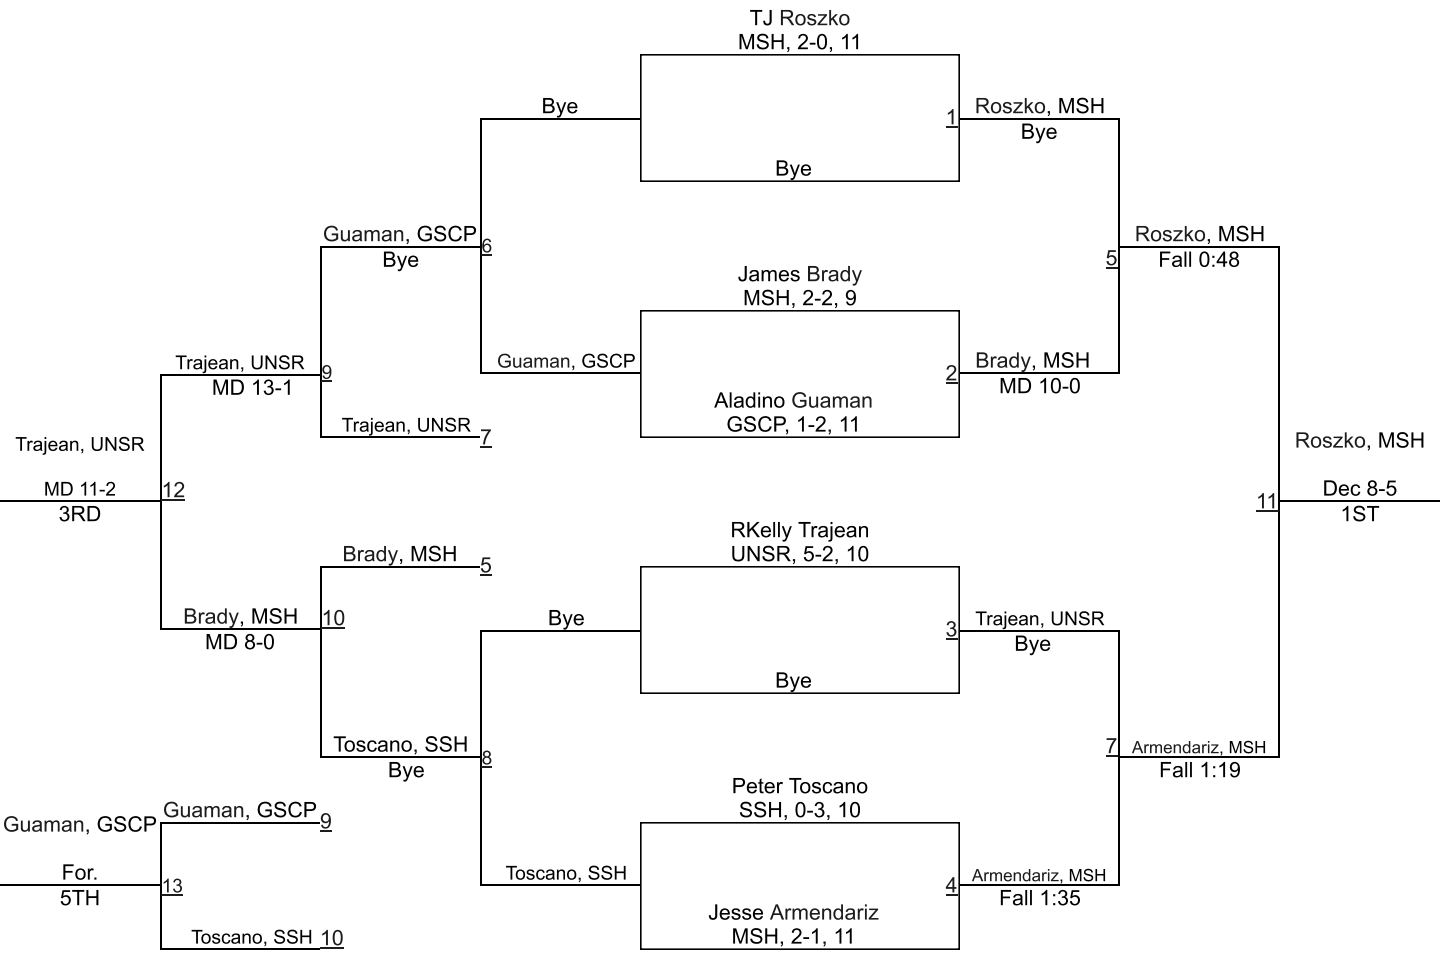 TJ Roszko
MSH, 2-0, 11
Bye
1
Roszko, MSH
Bye
Bye
Guaman, GSCP
6
Bye
Roszko, MSH
5
Fall 0:48
James Brady
MSH, 2-2, 9
Trajean, UNSR
9
MD 13-1
Guaman, GSCP
2
Brady, MSH
MD 10-0
Aladino Guaman
GSCP, 1-2, 11
Trajean, UNSR
7
Trajean, UNSR
MD 11-2
12
3RD
Roszko, MSH
11
Dec 8-5
1ST
RKelly Trajean
UNSR, 5-2, 10
Brady, MSH
5
Brady, MSH
10
MD 8-0
Bye
3
Trajean, UNSR
Bye
Bye
Toscano, SSH
8
Bye
7
Armendariz, MSH
Fall 1:19
Peter Toscano
SSH, 0-3, 10
Guaman, GSCP
Guaman, GSCP
9
For.
13
5TH
Toscano, SSH
4
Armendariz, MSH
Fall 1:35
Jesse Armendariz
MSH, 2-1, 11
Toscano, SSH
10